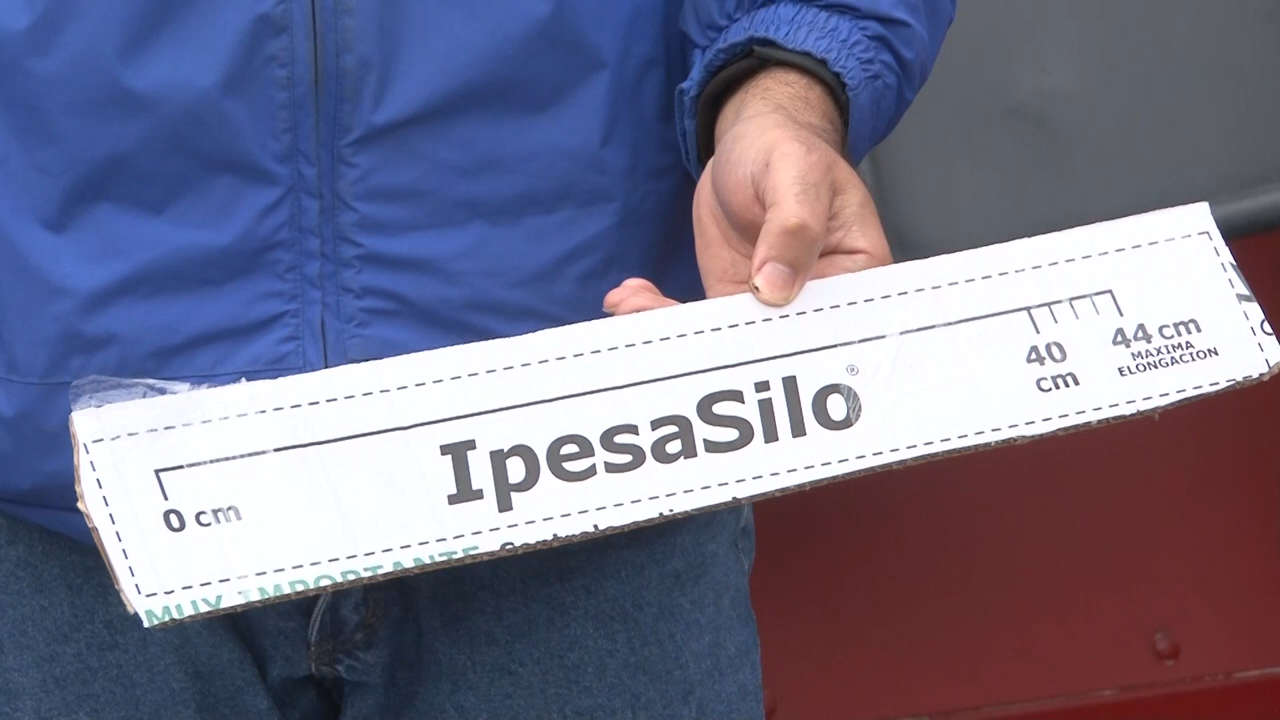 0 cm
40
cm
44 cm
MAXIMA
ELONGACION
IpesaSilo®
MUY IMPORTANTE